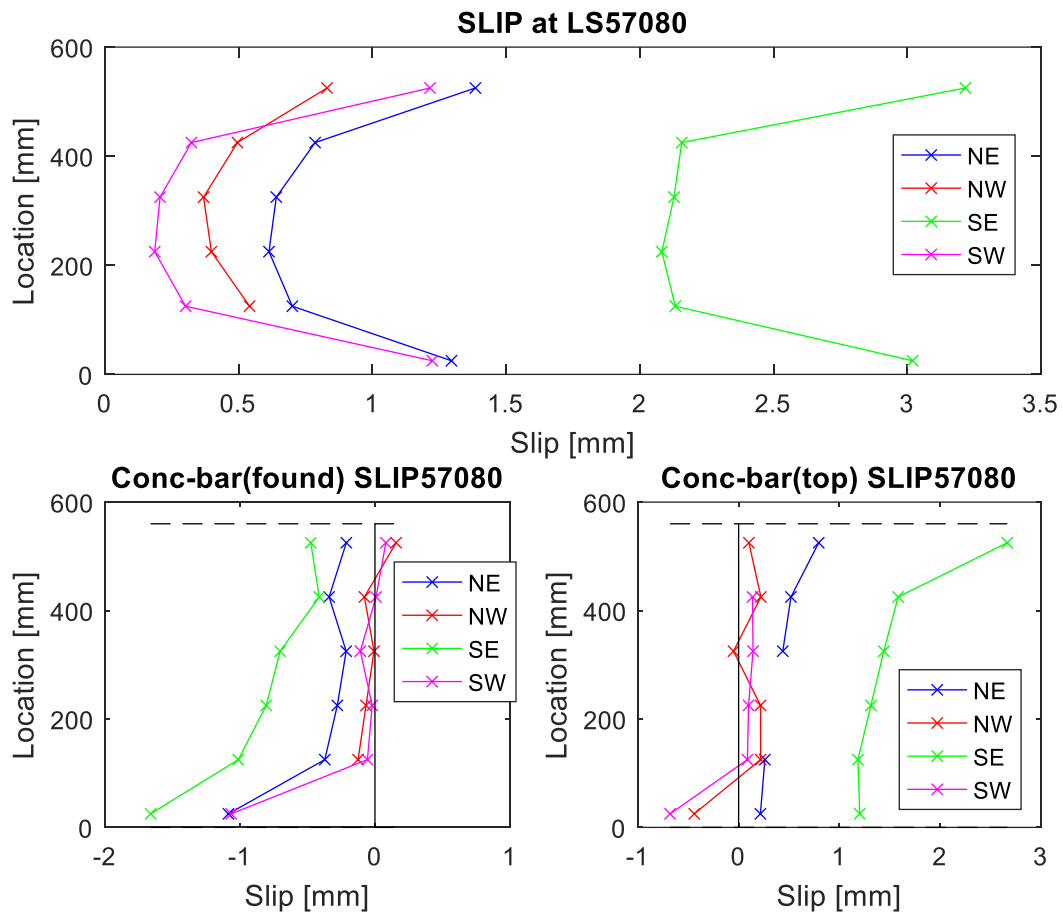 SLIP at LS57080
600
400
200
0
Location [mm]
0 0.5 1 1.5 2 2.5 3 3.5
Slip [mm]
NE
NW
SE
SW
Conc-bar(found) SLIP57080
600
400
200
0
Location [mm]
-2 -1 0 1
Slip [mm]
NE
NW
SE
SW
Conc-bar(top) SLIP57080
600
400
200
0
Location [mm]
-1 0 1 2 3
Slip [mm]
NE
NW
SE
SW